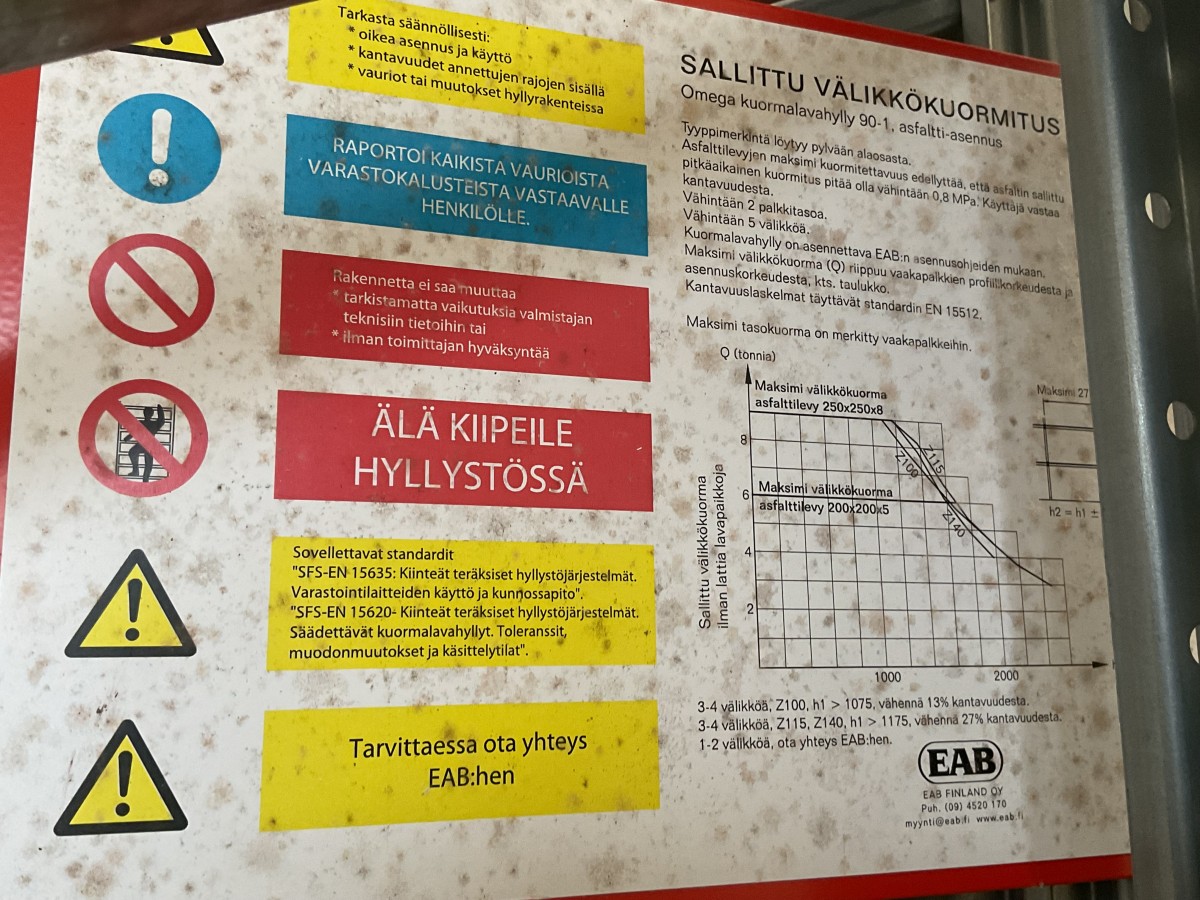 Tarkasta säännöllisesti:
* oikea asennus ja käyttö
* kantavuudet annettujen rajojen sisällä
* vauriot tai muutokset hyllyrakenteissa
RAPORTOI KAIKISTA VAURIOISTA
VARASTOKALUSTEISTA VASTAAVALLE
HENKILÖLLE.
Rakennetta ei saa muuttaa
* tarkistamatta vaikutuksia valmistajan
teknisiin tietoihin tai
* ilman toimittajan hyväksyntää
ÄLÄ KIIPEILE
HYLLYSTÖSSÄ
Sovellettavat standardit
"SFS-EN 15635: Kiinteät teräksiset hyllystöjärjestelmät.
Varastointilaitteiden käyttö ja kunnossapito".
"SFS-EN 15620- Kiinteät teräksiset hyllystöjärjestelmät.
Säädettävät kuormalavahyllyt. Toleranssit,
muodonmuutokset ja käsittelytilat".
Tarvittaessa ota yhteys
EAB:hen
SALLITTU VÄLIKKÖKUORMITUS
Omega kuormalavahylly 90-1, asfaltti-asennus
Tyyppimerkintä löytyy pylvään alaosasta.
Asfalttilevyjen maksimi kuormitettavuus edellyttää, että asfaltin sallittu
pitkäaikainen kuormitus pitää olla vähintään 0,8 MPa. Käyttäjä vastaa
kantavuudesta.
Vähintään 2 palkkitasoa.
Vähintään 5 välikköä.
Kuormalavahylly on asennettava EAB:n asennusohjeiden mukaan.
Maksimi välikkökuorma (Q) riippuu vaakapalkkien profiilikorkeudesta ja
asennuskorkeudesta, kts. taulukko.
Kantavuuslaskelmat täyttävät standardin EN 15512.
Maksimi tasokuorma on merkitty vaakapalkkeihin.
Q (tonnia)
Maksimi välikkökuorma
asfalttilevy 250x250x8
8
Z100
Z115
6
Maksimi välikkökuorma
asfalttilevy 200x200x5
Z140
4
2
1000
2000
Sallittu välikkökuorma
ilman lattia lavapaikkoja
Maksimi 27
h2 = h1 ±
3-4 välikköä, Z100, h1 > 1075, vähennä 13% kantavuudesta.
3-4 välikköä, Z115, Z140, h1 > 1175, vähennä 27% kantavuudesta.
1-2 välikköä, ota yhteys EAB:hen.
EAB
EAB FINLAND OY
Puh. (09) 4520 170
myynti@eab.fi www.eab.fi